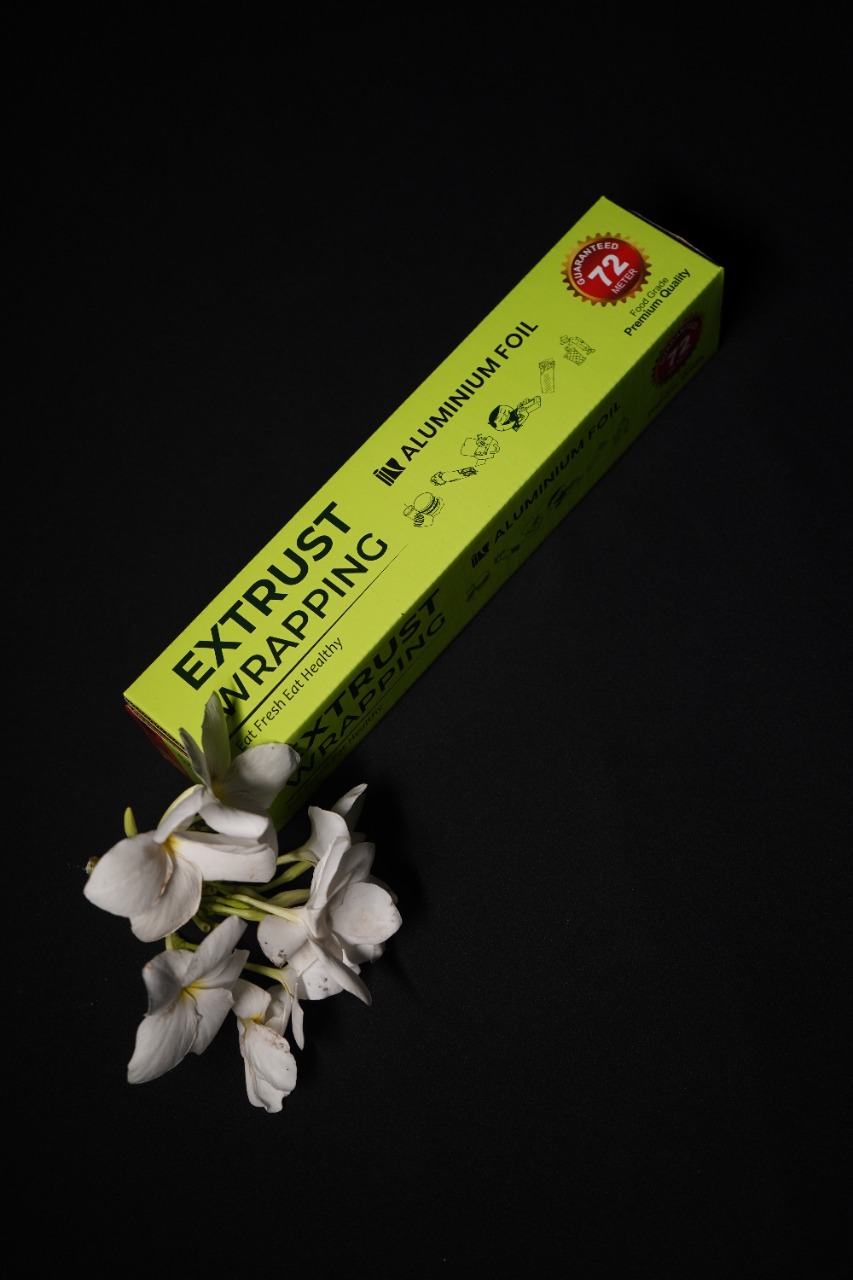 EXTRUST
WRAPPING
Eat Fresh Eat Healthy
ALUMINIUM FOIL
GUARANTEED
72
METER
Food Grade
Premium Quality
EXTRUST
WRAPPING
ALUMINIUM FOIL
72